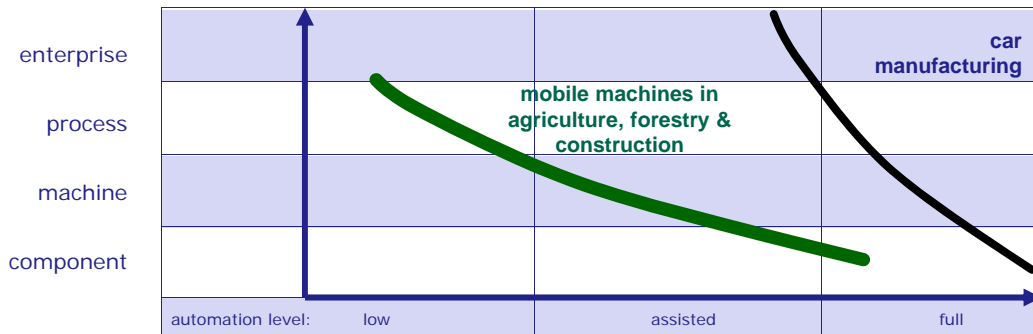 enterprise
car
manufacturing
mobile machines in
agriculture, forestry &
construction
process
machine
component
automation level: low assisted full